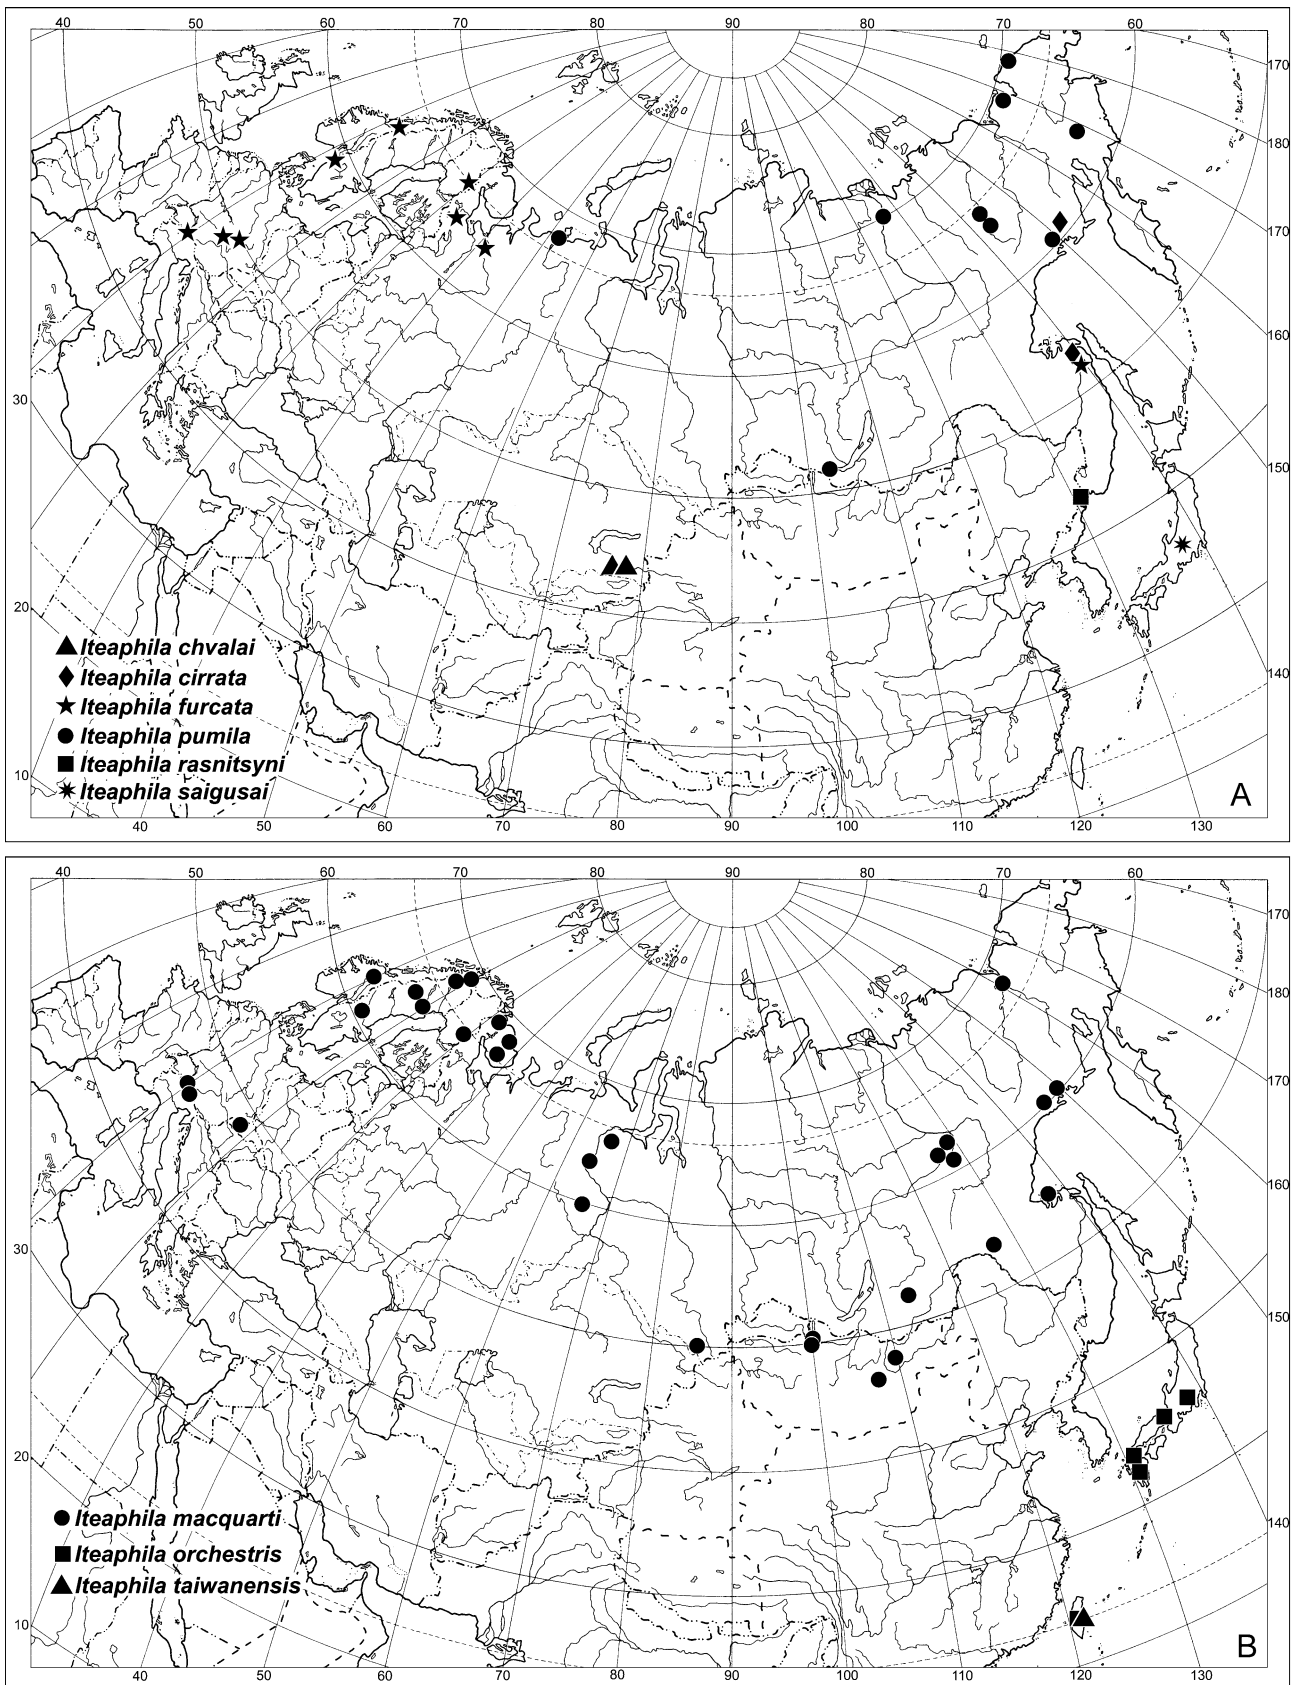 40 50 60 70 80 90 80 70 60
170
180
170
160
30
150
20
140
10
Iteaphila chvalai
Iteaphila cirrata
Iteaphila furcata
Iteaphila pumila
Iteaphila rasnitsyni
Iteaphila saigusai
A
40 50 60 70 80 90 100 110 120 130
40 50 60 70 80 90 80 70 60
170
180
170
160
30
150
20
140
10
Iteaphila macquarti
Iteaphila orchestris
Iteaphila taiwanensis
B
40 50 60 70 80 90 100 110 120 130